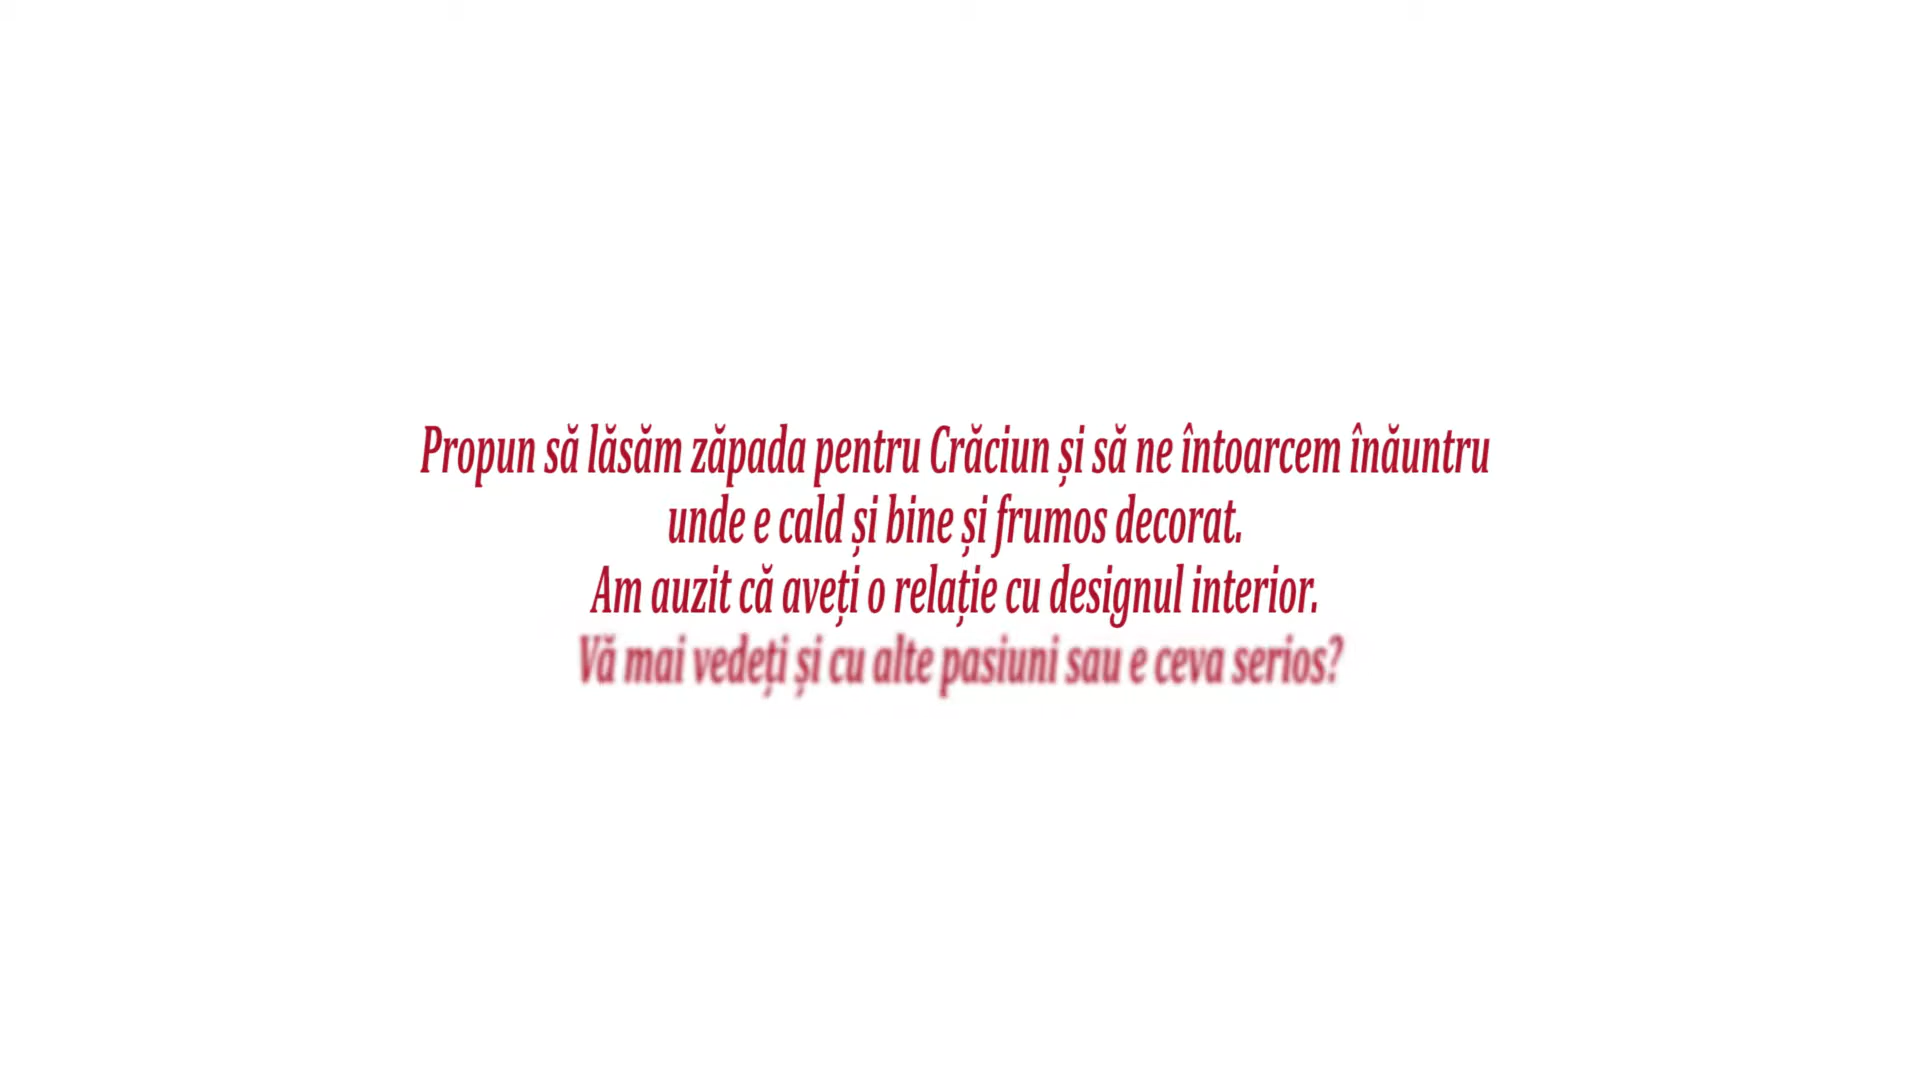 Propun să lăsăm zăpada pentru Crăciun și să ne întoarcem înăuntru
unde e cald și bine și frumos decorat.
Am auzit că aveți o relație cu designul interior.
Vă mai vedeți și cu alte pasiuni sau e ceva serios?